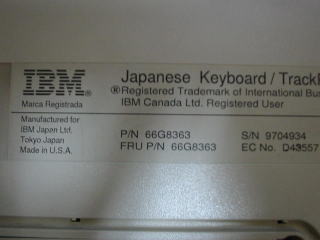 IBM®
Marca Registrada
Japanese Keyboard / Track
®Registered Trademark of International Bus
IBM Canada Ltd. Registered User
Manufactured for
IBM Japan Ltd.
Tokyo Japan
Made in U.S.A.
P/N 66G8363
S/N 9704934
FRU P/N 66G8363
EC No. D43557